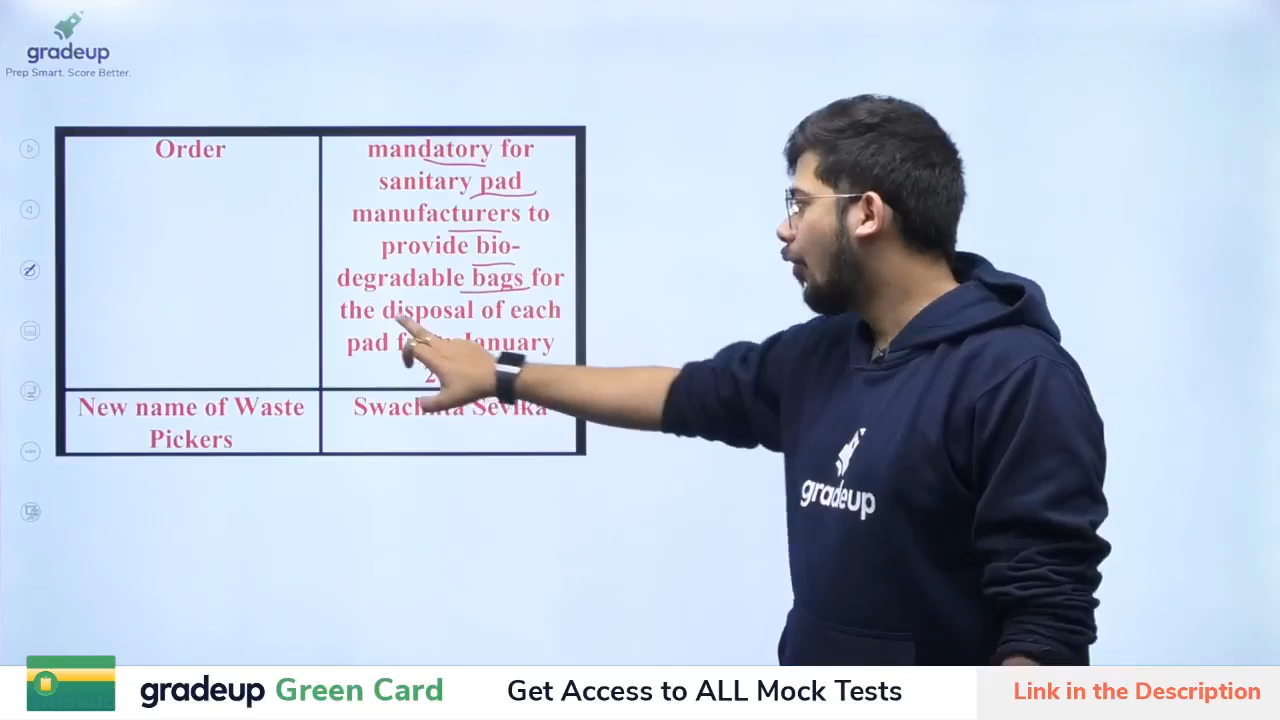 gradeup
Prep Smart. Score Better.
Order
mandatory for
sanitary pad
manufacturers to
provide bio-
degradable bags for
the disposal of each
pad January
New name of Waste
Pickers
Sevika
gradeup
gradeup Green Card
Get Access to ALL Mock Tests
Link in the Description